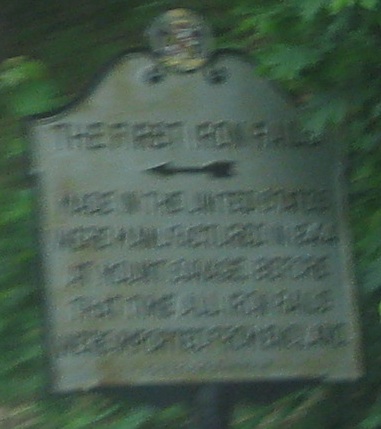 THE FIRST IRON RAILS
MADE IN THE UNITED STATES
WERE MANUFACTURED IN 1844
AT MOUNT SAVAGE. BEFORE
THAT TIME ALL IRON RAILS
WERE IMPORTED FROM ENGLAND.